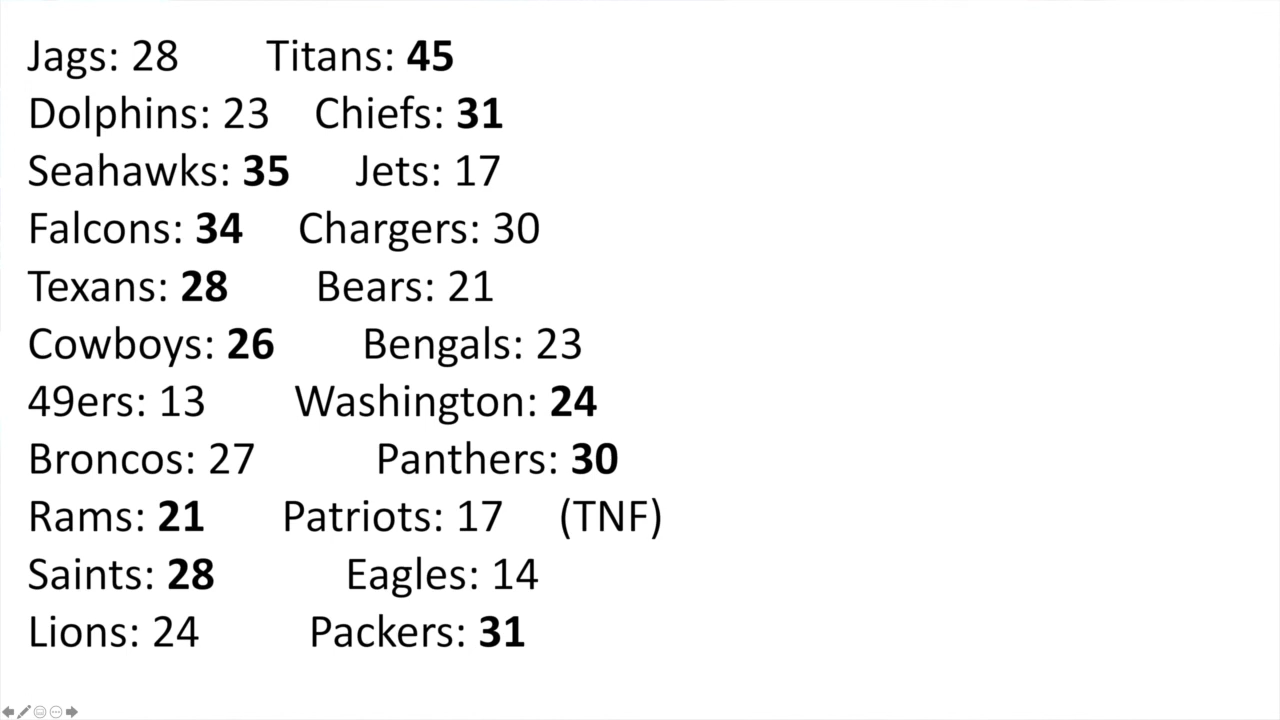 Jags: 28 Titans: 45
Dolphins: 23 Chiefs: 31
Seahawks: 35 Jets: 17
Falcons: 34 Chargers: 30
Texans: 28 Bears: 21
Cowboys: 26 Bengals: 23
49ers: 13 Washington: 24
Broncos: 27 Panthers: 30
Rams: 21 Patriots: 17 (TNF)
Saints: 28 Eagles: 14
Lions: 24 Packers: 31